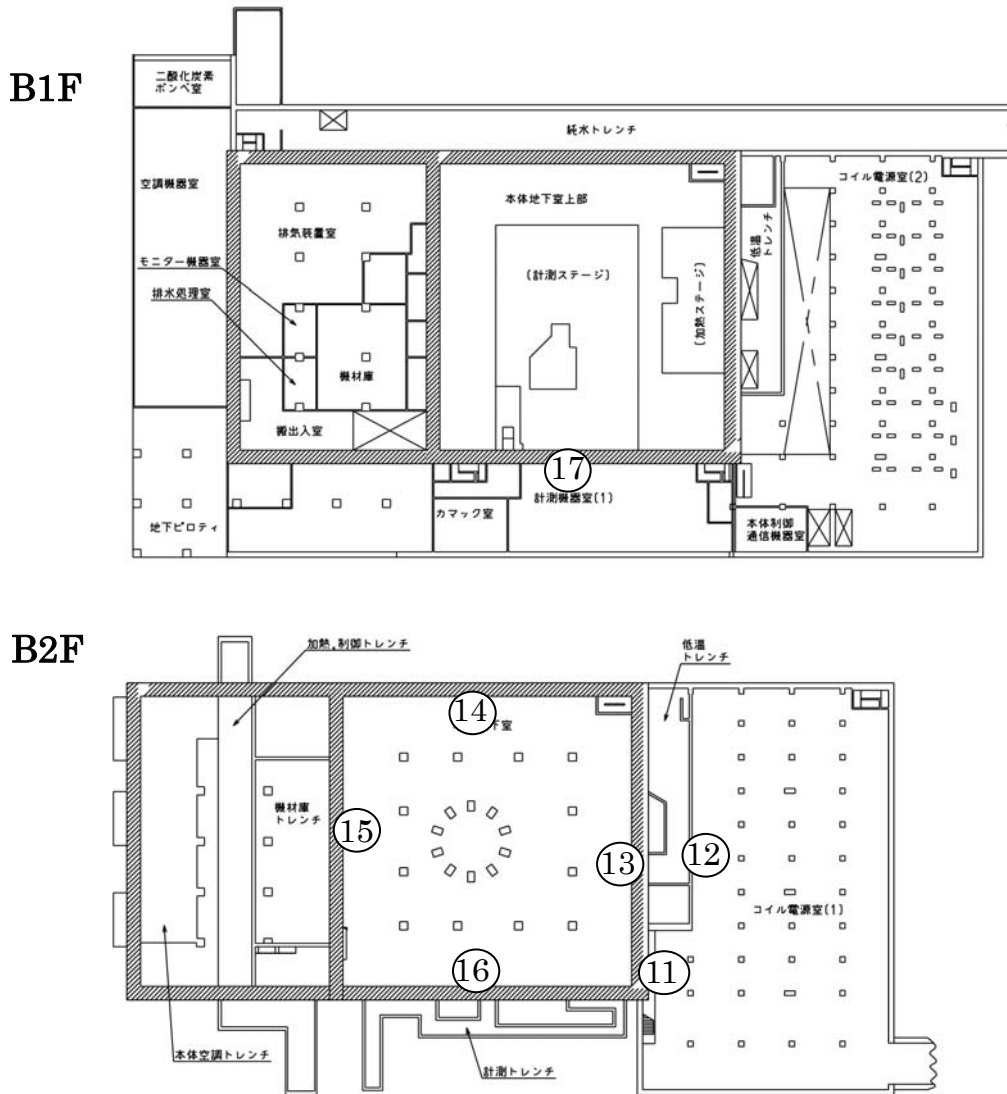 B1F
二酸化炭素
ボンベ室
純水トレンチ
空調機器室
コイル電源室(2)
本体地下室上部
低温
トレンチ
排気装置室
モニター機器室
(計測ステージ)
(加熱ステージ)
排水処理室
機材庫
搬出入室
17
計測機器室(1)
カマック室
地下ピロティ
本体制御
通信機器室
B2F
加熱,制御トレンチ
低温
トレンチ
14
下室
機材庫
トレンチ
15
13
12
コイル電源室(1)
16
11
本体空調トレンチ
計測トレンチ